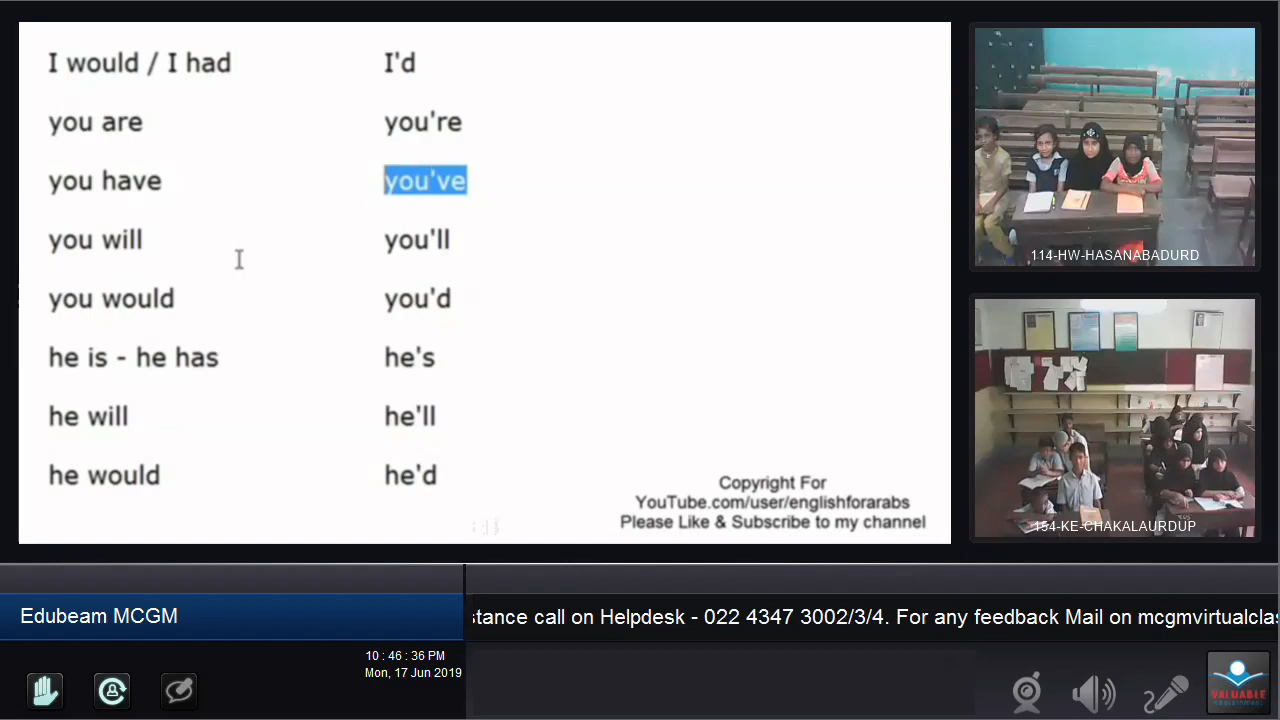 I would / I had I'd
you are you're
you have you've
you will you'll
you would you'd
he is - he has he's
he will he'll
he would he'd
Copyright For
YouTube.com/user/englishforarabs
Please Like & Subscribe to my channel
114-HW-HASANABADURD
154-KE-CHAKALAURDUP
Edubeam MCGM
stance call on Helpdesk - 022 4347 3002/3/4. For any feedback Mail on mcgmvirtualclas
10 : 46 : 36 PM
Mon, 17 Jun 2019
VALUABLE